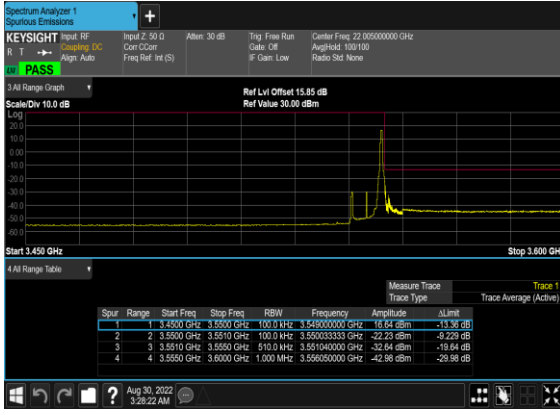 Spectrum Analyzer 1
Spurious Emissions
+
KEYSIGHT Input: RF Input Z: 50 Ω Atten: 30 dB Trig: Free Run Center Freq: 22.005000000 GHz
R T Coupling: DC Corr CCorr Gate: Off Avg|Hold: 100/100
Align: Auto Freq Ref: Int (S) IF Gain: Low Radio Std: None
PASS
3 All Range Graph
Ref Lvl Offset 15.85 dB
Scale/Div 10.0 dB Ref Value 30.00 dBm
Log
20.0
10.0
0.00
-10.0
-20.0
-30.0
-40.0
-50.0
-60.0
Start 3.450 GHz Stop 3.600 GH
4 All Range Table
Measure Trace Trace 1
Trace Type Trace Average (Active)
Spur Range Start Freq Stop Freq RBW Frequency Amplitude ΔLimit
1 1 3.4500 GHz 3.5500 GHz 100.0 kHz 3.549000000 GHz 16.64 dBm -13.36 dB
2 2 3.5500 GHz 3.5510 GHz 100.0 kHz 3.550033333 GHz -22.23 dBm -9.229 dB
3 3 3.5510 GHz 3.5550 GHz 510.0 kHz 3.551040000 GHz -32.64 dBm -19.64 dB
4 4 3.5550 GHz 3.6000 GHz 1.000 MHz 3.556050000 GHz -42.98 dBm -29.98 dB
? Aug 30, 2022
3:28:22 AM